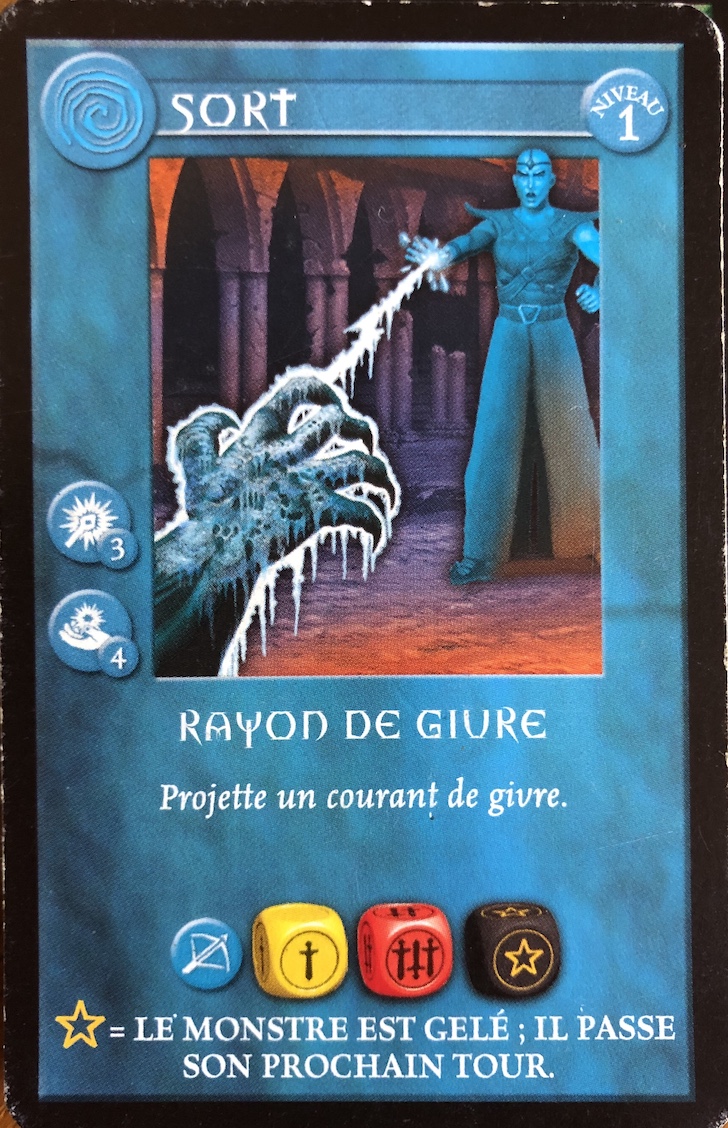 SORT
NIVEAU
1
3
4
RAYON DE GIVRE
Projette un courant de givre.
= LE MONSTRE EST GELÉ ; IL PASSE
SON PROCHAIN TOUR.